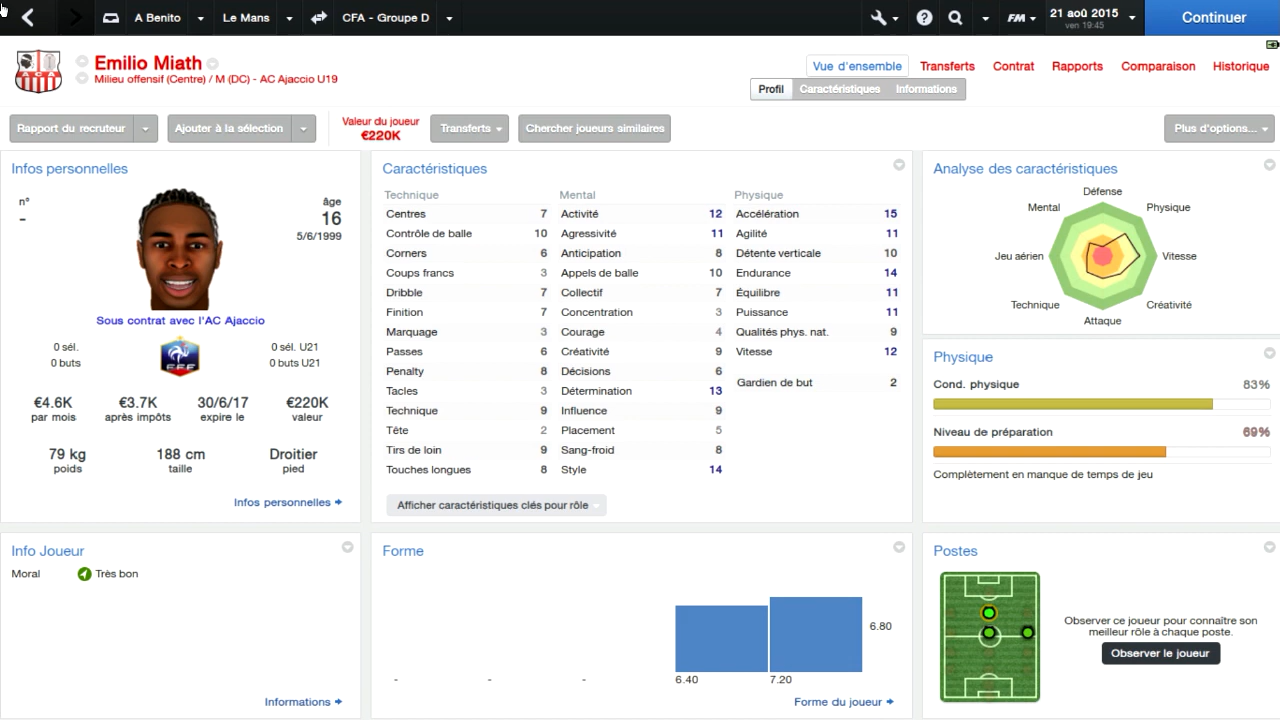 A Benito
Le Mans
CFA - Groupe D
FM
21 aoû 2015
ven 19:45
Continuer
Emilio Miath
Milieu offensif (Centre) / M (DC) - AC Ajaccio U19
Vue d'ensemble Transferts Contrat Rapports Comparaison Historique
Profil Caractéristiques Informations
Rapport du recruteur
Ajouter à la sélection
Valeur du joueur
€220K
Transferts
Chercher joueurs similaires
Plus d'options...
Infos personnelles
n°
-
âge
16
5/6/1999
Sous contrat avec l'AC Ajaccio
0 sél.
0 buts
FFF
0 sél. U21
0 buts U21
€4.6K €3.7K 30/6/17 €220K
par mois après impôts expire le valeur
79 kg 188 cm Droitier
poids taille pied
Infos personnelles
Caractéristiques
Technique Mental Physique
Centres 7 Activité 12 Accélération 15
Contrôle de balle 10 Agressivité 11 Agilité 11
Corners 6 Anticipation 8 Détente verticale 10
Coups francs 3 Appels de balle 10 Endurance 14
Dribble 7 Collectif 7 Équilibre 11
Finition 7 Concentration 3 Puissance 11
Marquage 3 Courage 4 Qualités phys. nat. 9
Passes 6 Créativité 9 Vitesse 12
Penalty 8 Décisions 6
Gardien de but 2
Tacles 3 Détermination 13
Technique 9 Influence 9
Tête 2 Placement 5
Tirs de loin 9 Sang-froid 8
Touches longues 8 Style 14
Afficher caractéristiques clés pour rôle
Analyse des caractéristiques
Défense
Mental Physique
Jeu aérien Vitesse
Technique Créativité
Attaque
Physique
Cond. physique 83%
Niveau de préparation 69%
Complètement en manque de temps de jeu
Info Joueur
Moral Très bon
Informations
Forme
6.80
- - - 6.40 7.20
Forme du joueur
Postes
Observer ce joueur pour connaître son
meilleur rôle à chaque poste.
Observer le joueur